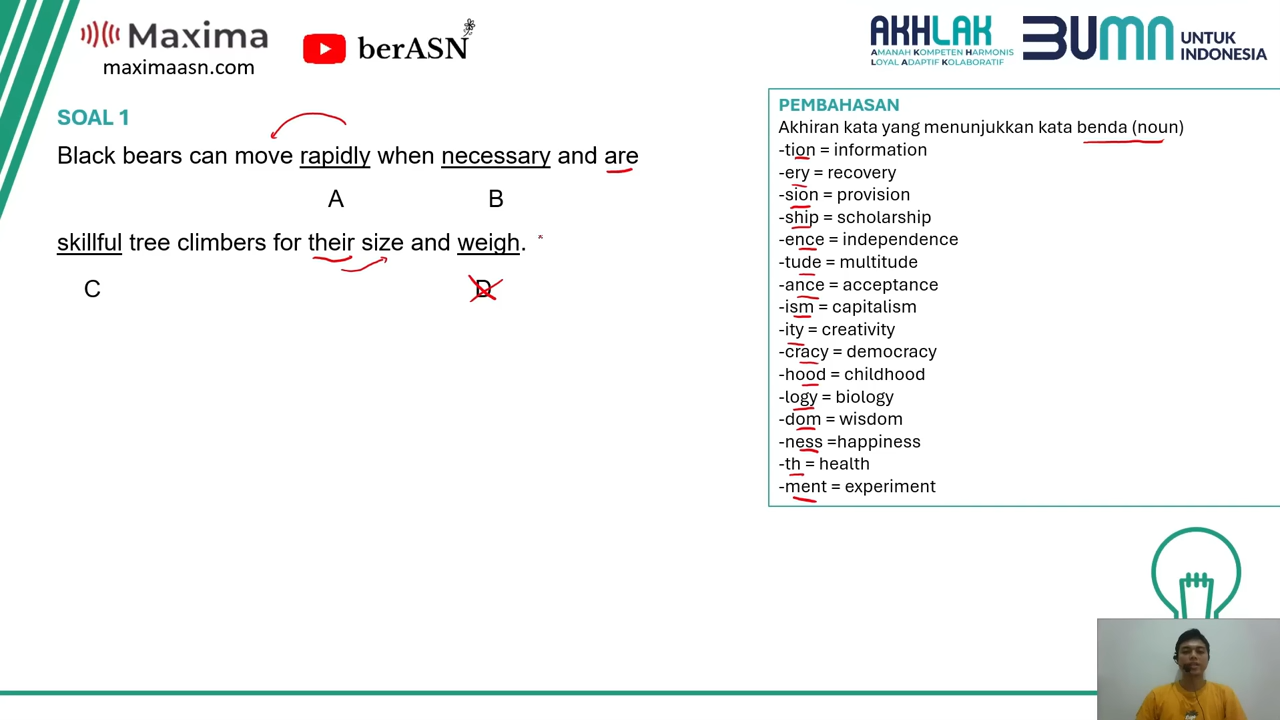 Maxima
maximaasn.com
berASN
AKHLAK
AMANAH KOMPETEN HARMONIS
LOYAL ADAPTIF KOLABORATIF
BUMN
UNTUK
INDONESIA
SOAL 1
Black bears can move rapidly when necessary and are
A B
skillful tree climbers for their size and weigh.
C D
PEMBAHASAN
Akhiran kata yang menunjukkan kata benda (noun)
-tion = information
-ery = recovery
-sion = provision
-ship = scholarship
-ence = independence
-tude = multitude
-ance = acceptance
-ism = capitalism
-ity = creativity
-cracy = democracy
-hood = childhood
-logy = biology
-dom = wisdom
-ness =happiness
-th = health
-ment = experiment